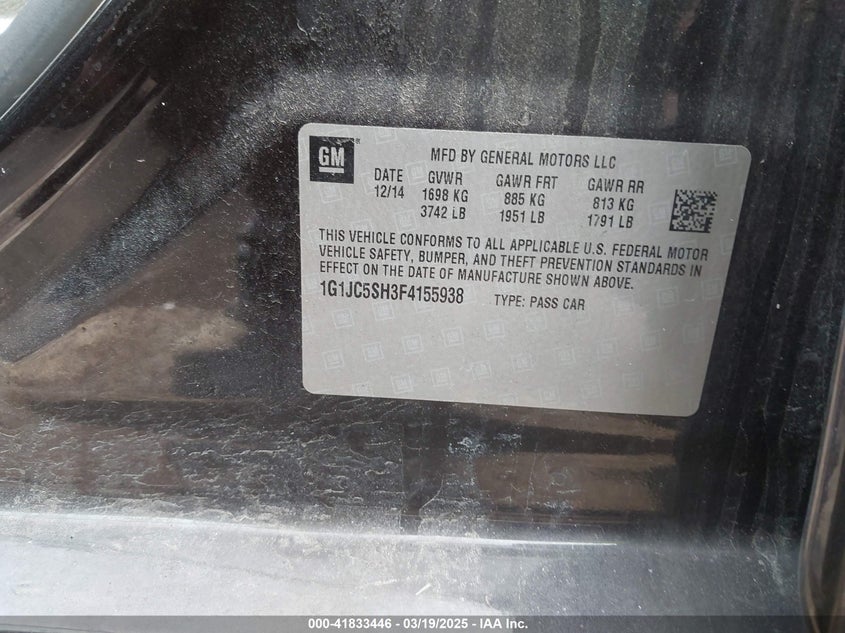 GM ®
MFD BY GENERAL MOTORS LLC
DATE GVWR GAWR FRT GAWR RR
12/14 1698 KG 885 KG 813 KG
3742 LB 1951 LB 1791 LB
THIS VEHICLE CONFORMS TO ALL APPLICABLE U.S. FEDERAL MOTOR
VEHICLE SAFETY, BUMPER, AND THEFT PREVENTION STANDARDS IN
EFFECT ON THE DATE OF MANUFACTURE SHOWN ABOVE.
1G1JC5SH3F4155938 TYPE: PASS CAR
000-41833446 - 03/19/2025 - IAA Inc.